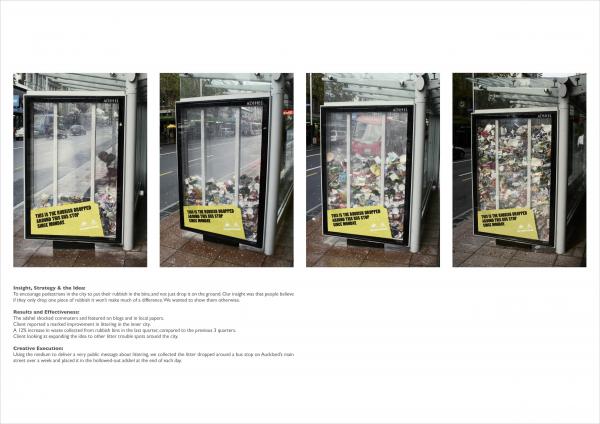 ADSHEL
THIS IS THE RUBBISH DROPPED
AROUND THIS BUS STOP
SINCE MONDAY.
ADSHEL
THIS IS THE RUBBISH DROPPED
AROUND THIS BUS STOP
SINCE MONDAY.
ADSHEL
THIS IS THE RUBBISH DROPPED
AROUND THIS BUS STOP
SINCE MONDAY.
ADSHEL
THIS IS THE RUBBISH DROPPED
AROUND THIS BUS STOP
SINCE MONDAY.
Insight, Strategy & the Idea:
To encourage pedestrians in the city to put their rubbish in the bins, and not just drop it on the ground. Our insight was that people believe
if they only drop one piece of rubbish it won't make much of a difference. We wanted to show them otherwise.
Results and Effectiveness:
The adshel shocked commuters and featured on blogs and in local papers.
Client reported a marked improvement in littering in the inner city.
A 12% increase in waste collected from rubbish bins in the last quarter, compared to the previous 3 quarters.
Client looking at expanding the idea to other litter trouble spots around the city.
Creative Execution:
Using the medium to deliver a very public message about littering, we collected the litter dropped around a bus stop on Auckland's main
street over a week and placed it in the hollowed-out adshel at the end of each day.